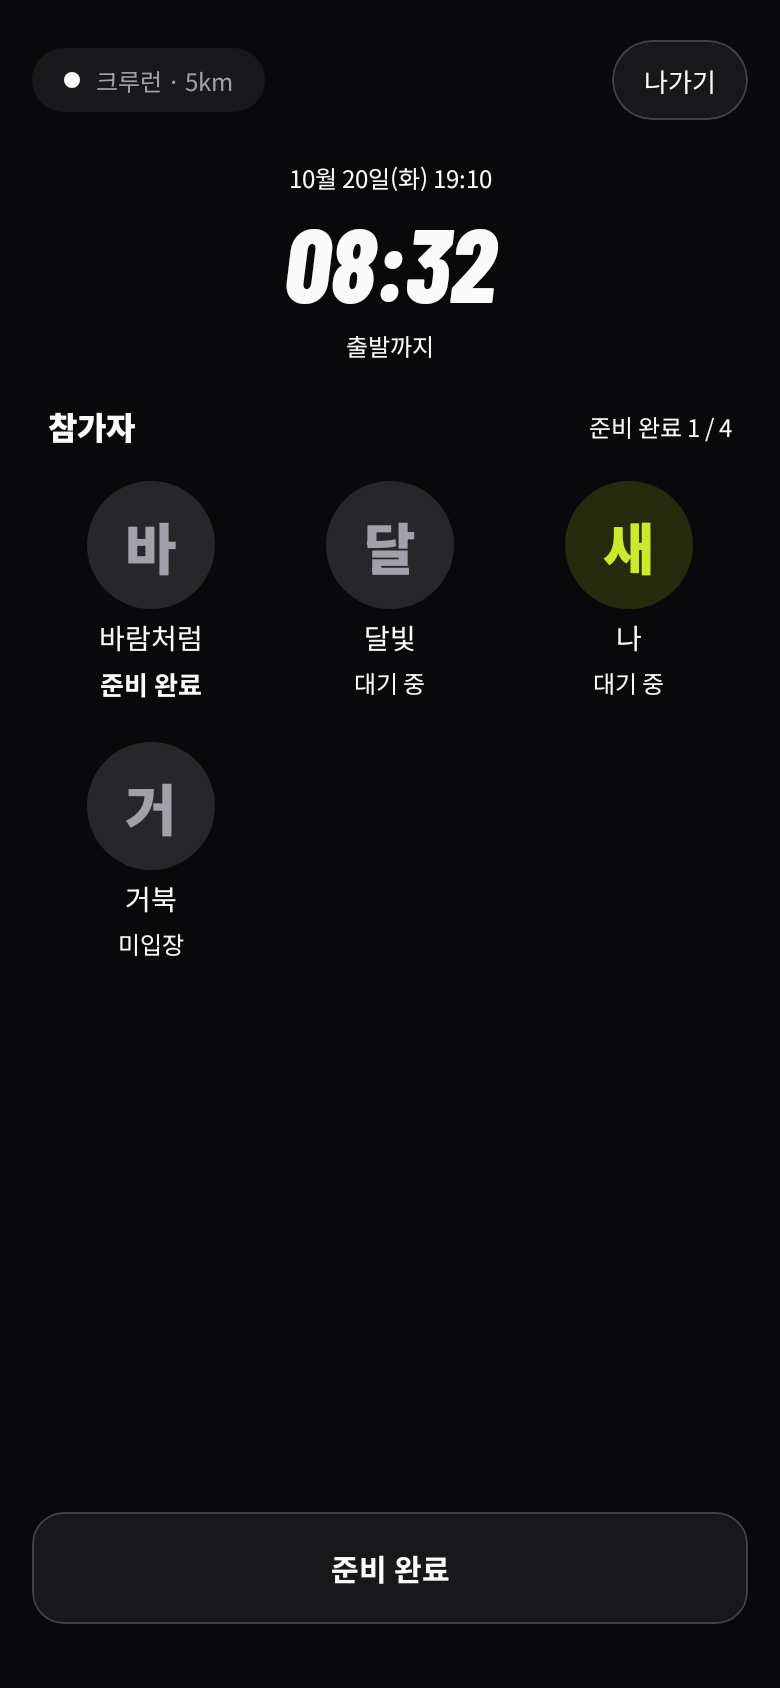 크루런 · 5km
나가기
10월 20일(화) 19:10
08:32
출발까지
참가자
준비 완료 1 / 4
바
달
새
바람처럼
달빛
나
준비 완료
대기 중
대기 중
거
거북
미입장
준비 완료